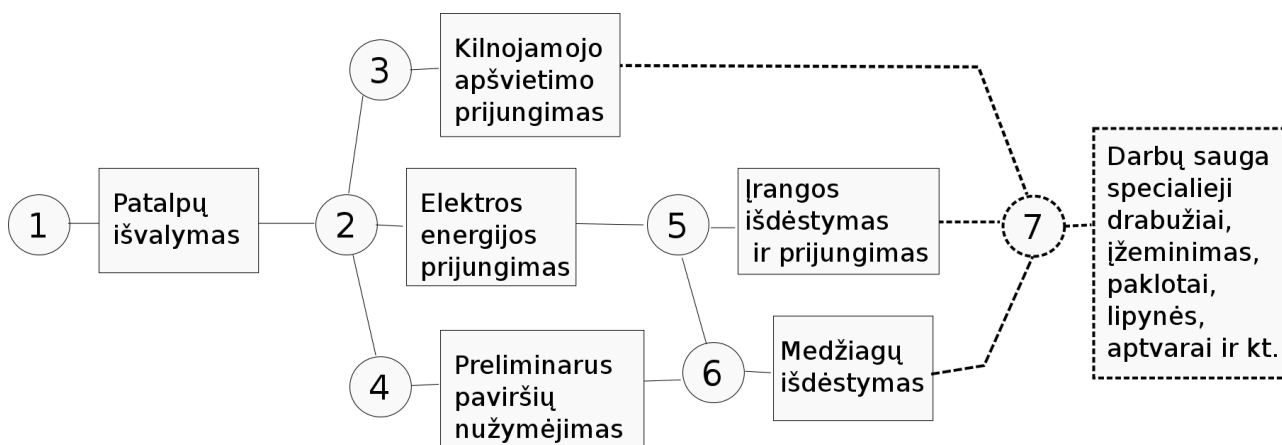 1
Patalpų
išvalymas
2
3
Kilnojamojo
apšvietimo
prijungimas
Elektros
energijos
prijungimas
4
Preliminarus
paviršių
nužymėjimas
5
Įrangos
išdėstymas
ir prijungimas
6
Medžiagų
išdėstymas
7
Darbų sauga
specialieji
drabužiai,
įžeminimas,
paklotai,
lipynės,
aptvarai ir kt.